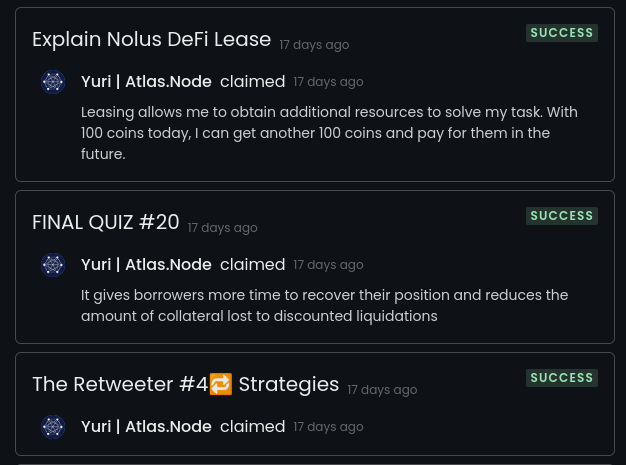 Explain Nolus DeFi Lease 17 days ago SUCCESS
Yuri | Atlas.Node claimed 17 days ago
Leasing allows me to obtain additional resources to solve my task. With
100 coins today, I can get another 100 coins and pay for them in the
future.
FINAL QUIZ #20 17 days ago SUCCESS
Yuri | Atlas.Node claimed 17 days ago
It gives borrowers more time to recover their position and reduces the
amount of collateral lost to discounted liquidations
The Retweeter #4🔁 Strategies 17 days ago SUCCESS
Yuri | Atlas.Node claimed 17 days ago